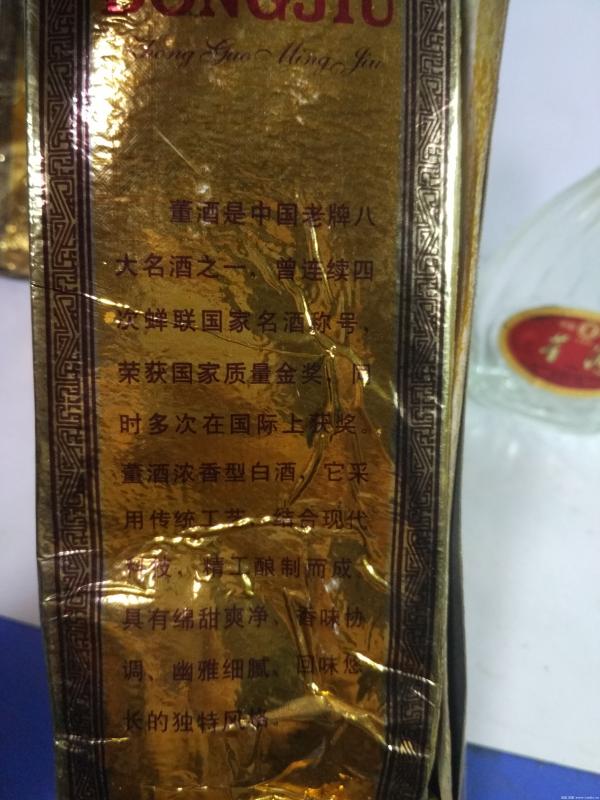 DONGJIU
Zhong Guo Ming Jiu
董酒是中国老牌八
大名酒之一，曾连续四
次蝉联国家名酒称号，
荣获国家质量金奖，同
时多次在国际上获奖。
董酒浓香型白酒，它采
用传统工艺，结合现代
科技，精工酿制而成，
具有绵甜爽净、香味协
调、幽雅细腻、回味悠
长的独特风格。